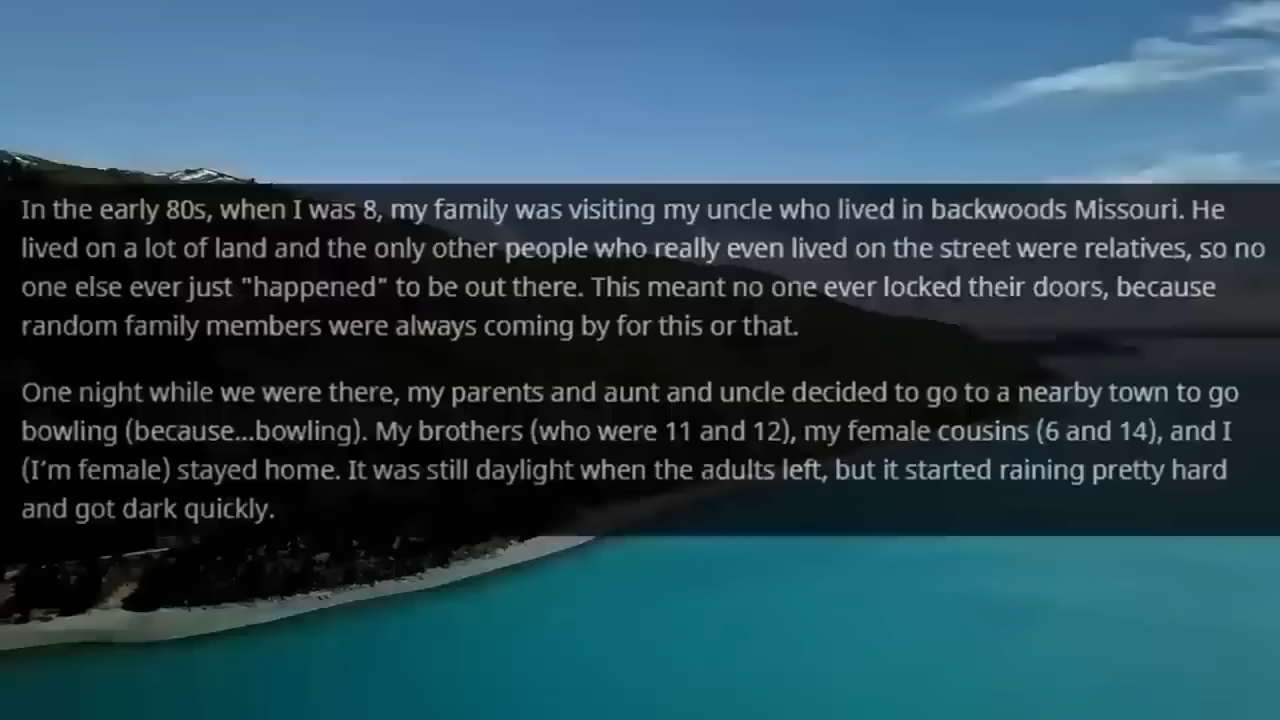 In the early 80s, when I was 8, my family was visiting my uncle who lived in backwoods Missouri. He
lived on a lot of land and the only other people who really even lived on the street were relatives, so no
one else ever just "happened" to be out there. This meant no one ever locked their doors, because
random family members were always coming by for this or that.
One night while we were there, my parents and aunt and uncle decided to go to a nearby town to go
bowling (because...bowling). My brothers (who were 11 and 12), my female cousins (6 and 14), and I
(I'm female) stayed home. It was still daylight when the adults left, but it started raining pretty hard
and got dark quickly.